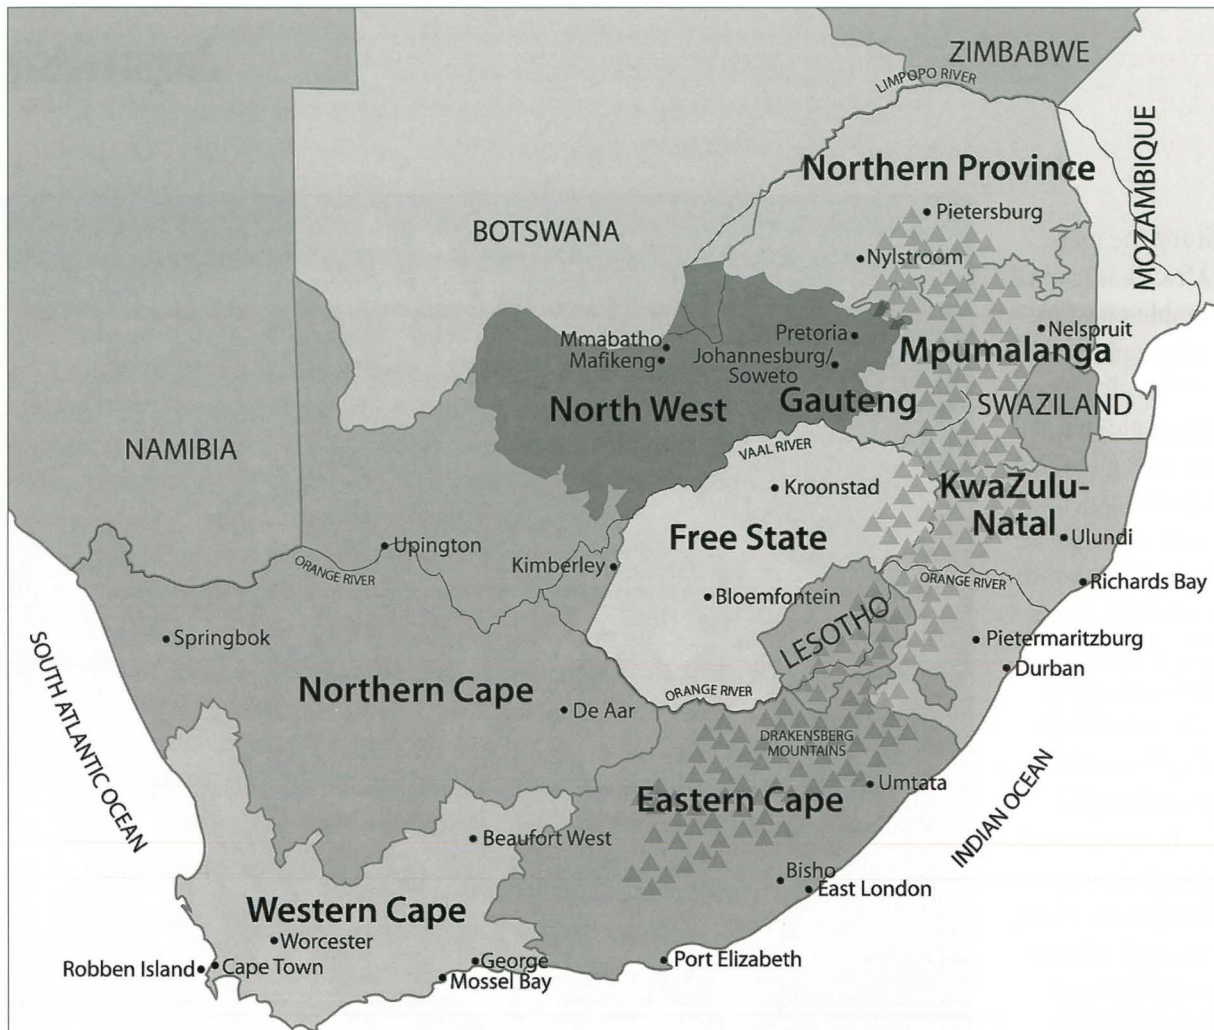 ZIMBABWE
LIMPOPO RIVER
MOZAMBIQUE
Northern Province
Pietersburg
BOTSWANA
Nylstroom
Nelspruit
Pretoria
Mmabatho
Mafikeng
Johannesburg/
Soweto
Mpumalanga
North West
Gauteng
SWAZILAND
NAMIBIA
VAAL RIVER
Kroonstad
KwaZulu-
Natal
Free State
Ulundi
Upington
Kimberley
ORANGE RIVER
ORANGE RIVER
Richards Bay
Bloemfontein
LESOTHO
Springbok
Pietermaritzburg
Durban
SOUTH ATLANTIC OCEAN
Northern Cape
ORANGE RIVER
De Aar
DRAKENSBERG
MOUNTAINS
Umtata
Eastern Cape
INDIAN OCEAN
Beaufort West
Bisho
East London
Western Cape
Worcester
Robben Island
Cape Town
George
Mossel Bay
Port Elizabeth